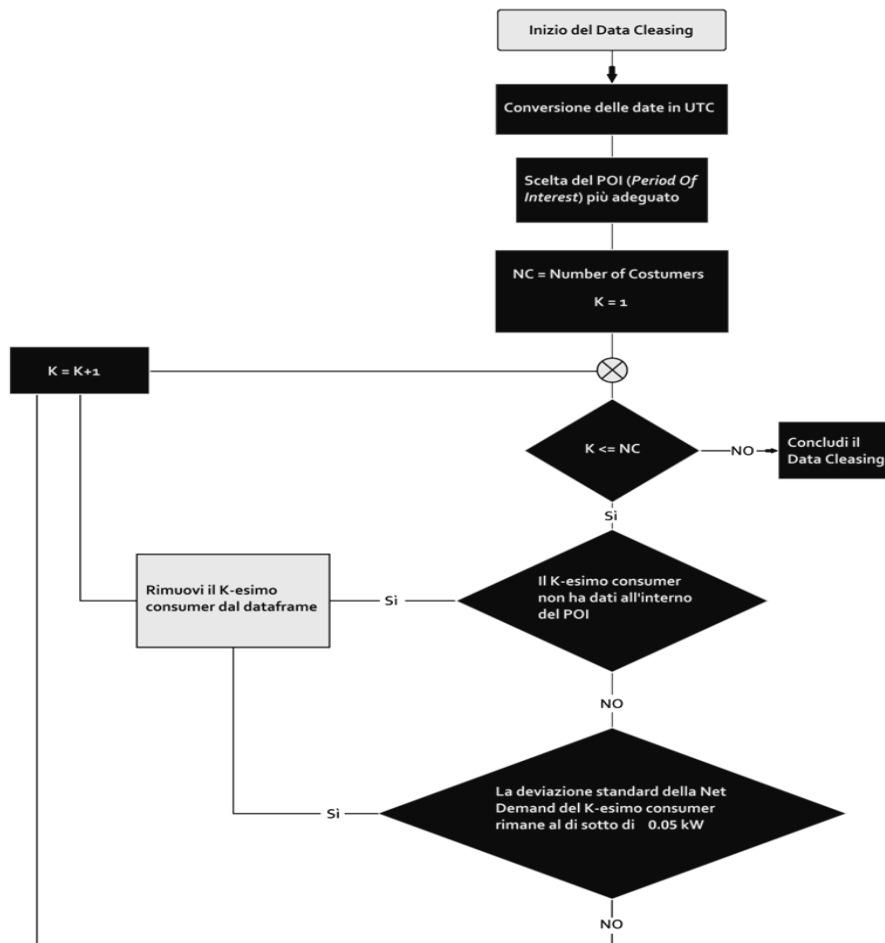 Inizio del Data Cleasing
Conversione delle date in UTC
Scelta del POI (Period Of
Interest) più adeguato
NC = Number of Costumers
K = 1
K = K+1
K <= NC
NO
Concludi il
Data Cleasing
Sì
Il K-esimo consumer
non ha dati all'interno
del POI
Sì
Rimuovi il K-esimo
consumer dal dataframe
NO
La deviazione standard della Net
Demand del K-esimo consumer
rimane al di sotto di 0.05 kW
Sì
NO